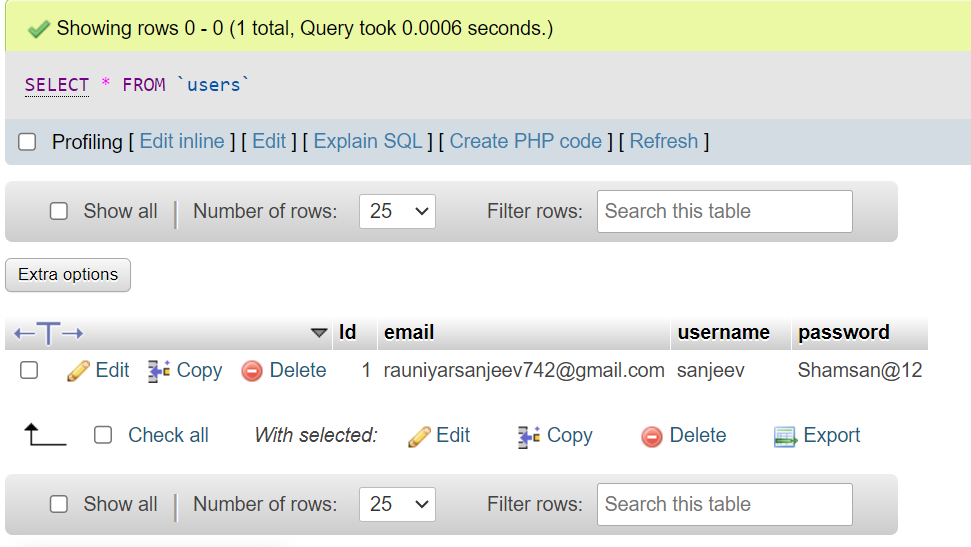 Showing rows 0 - 0 (1 total, Query took 0.0006 seconds.)
SELECT * FROM `users`
Profiling [ Edit inline ] [ Edit ] [ Explain SQL ] [ Create PHP code ] [ Refresh ]
Show all | Number of rows: 25 Filter rows: Search this table
Extra options
←T→ Id email username password
Edit Copy Delete 1 rauniyarsanjeev742@gmail.com sanjeev Shamsan@12
Check all With selected: Edit Copy Delete Export
Show all | Number of rows: 25 Filter rows: Search this table